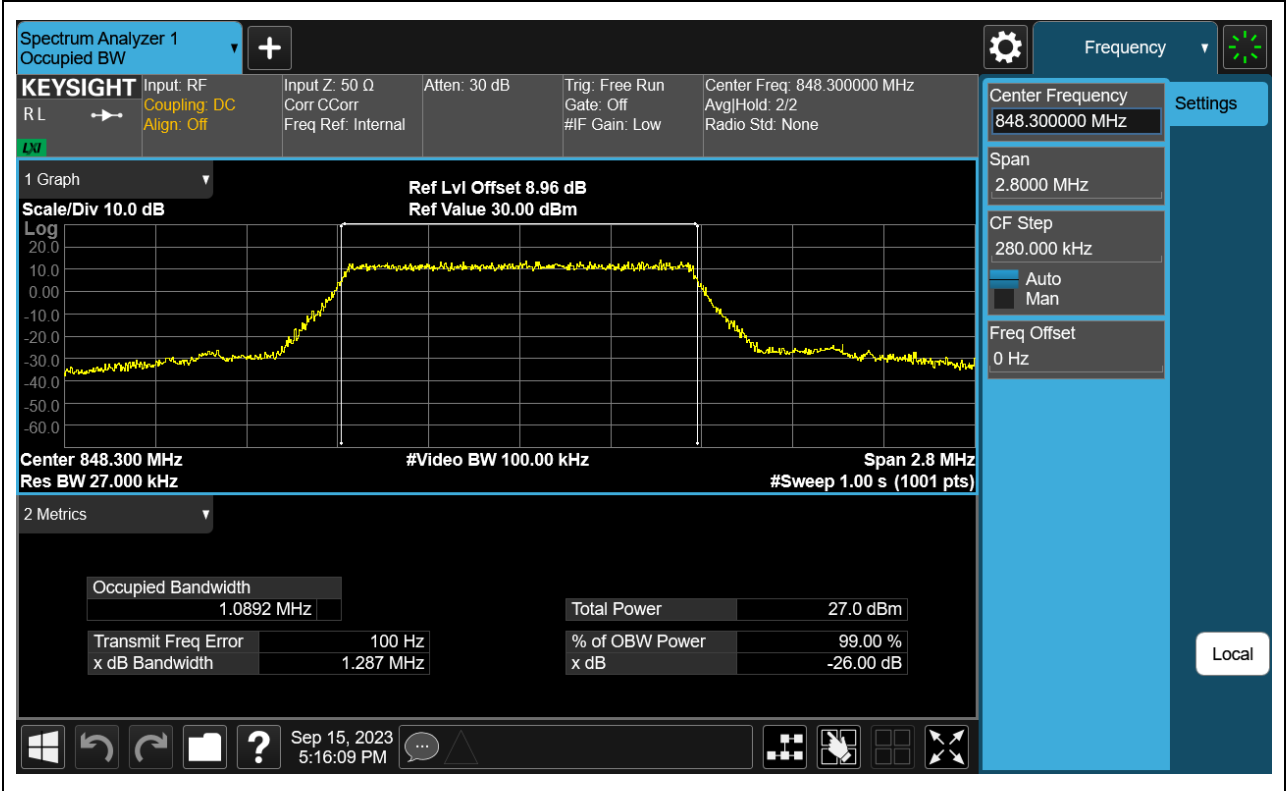 Spectrum Analyzer 1
Occupied BW
Frequency
KEYSIGHT
R L
LXI
Input: RF
Coupling: DC
Align: Off
Input Z: 50 Ω
Corr CCorr
Freq Ref: Internal
Atten: 30 dB
Trig: Free Run
Gate: Off
#IF Gain: Low
Center Freq: 848.300000 MHz
Avg|Hold: 2/2
Radio Std: None
Center Frequency
848.300000 MHz
Settings
Span
2.8000 MHz
CF Step
280.000 kHz
Auto
Man
Freq Offset
0 Hz
Local
1 Graph
Scale/Div 10.0 dB
Ref Lvl Offset 8.96 dB
Ref Value 30.00 dBm
Log
20.0
10.0
0.00
-10.0
-20.0
-30.0
-40.0
-50.0
-60.0
Center 848.300 MHz
#Video BW 100.00 kHz
Span 2.8 MHz
Res BW 27.000 kHz
#Sweep 1.00 s (1001 pts)
2 Metrics
Occupied Bandwidth
1.0892 MHz
Total Power 27.0 dBm
Transmit Freq Error 100 Hz
% of OBW Power 99.00 %
x dB Bandwidth 1.287 MHz
x dB -26.00 dB
?
Sep 15, 2023
5:16:09 PM